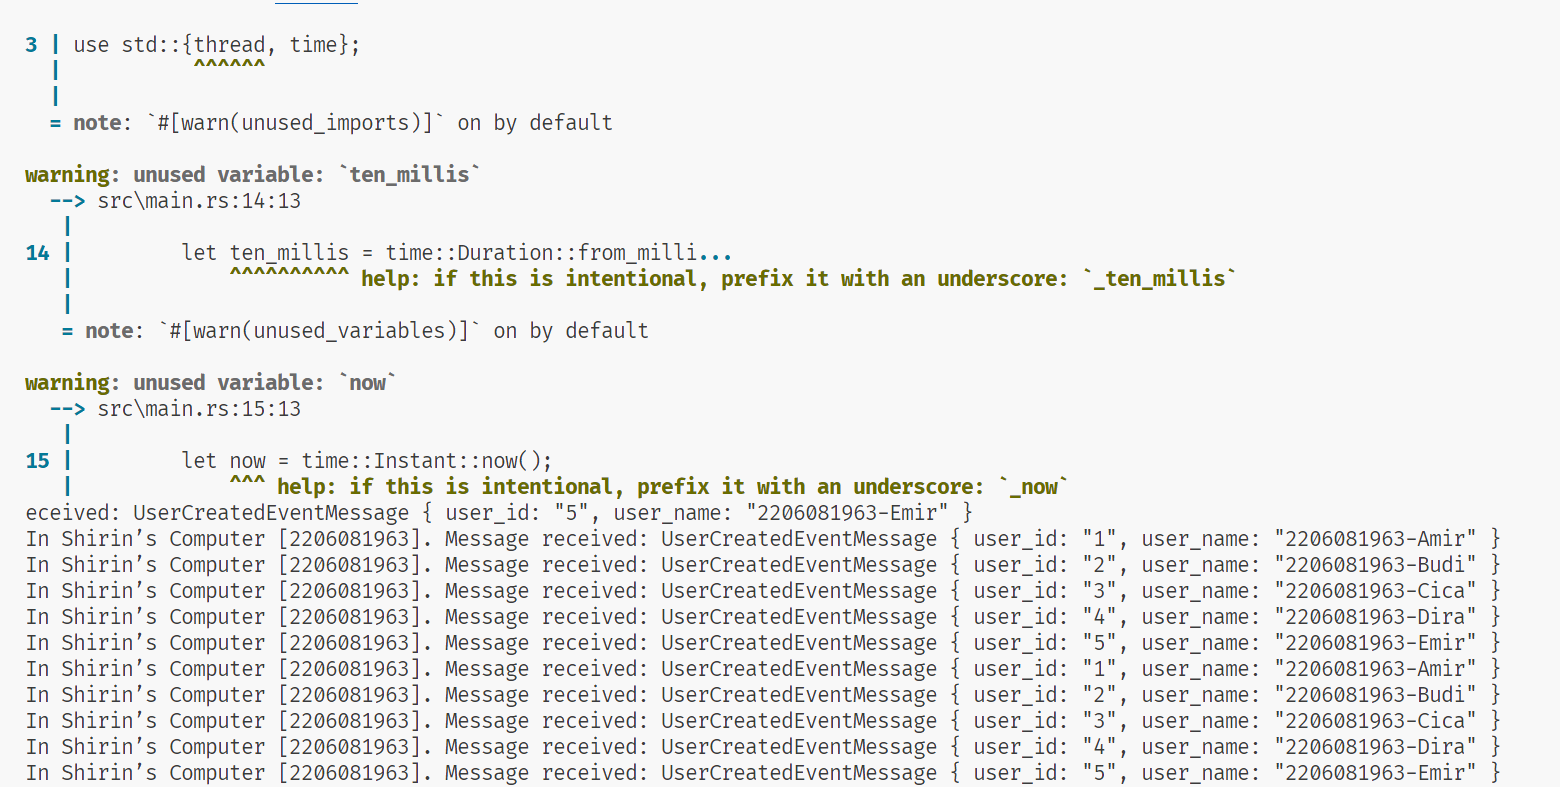 3 | use std::{thread, time};
  |           ^^^^^^
  |
  = note: `#[warn(unused_imports)]` on by default
warning: unused variable: `ten_millis`
  --> src\main.rs:14:13
   |
14 |         let ten_millis = time::Duration::from_milli...
   |             ^^^^^^^^^^ help: if this is intentional, prefix it with an underscore: `_ten_millis`
   |
   = note: `#[warn(unused_variables)]` on by default
warning: unused variable: `now`
  --> src\main.rs:15:13
   |
15 |         let now = time::Instant::now();
   |             ^^^ help: if this is intentional, prefix it with an underscore: `_now`
eceived: UserCreatedEventMessage { user_id: "5", user_name: "2206081963-Emir" }
In Shirin’s Computer [2206081963]. Message received: UserCreatedEventMessage { user_id: "1", user_name: "2206081963-Amir" }
In Shirin’s Computer [2206081963]. Message received: UserCreatedEventMessage { user_id: "2", user_name: "2206081963-Budi" }
In Shirin’s Computer [2206081963]. Message received: UserCreatedEventMessage { user_id: "3", user_name: "2206081963-Cica" }
In Shirin’s Computer [2206081963]. Message received: UserCreatedEventMessage { user_id: "4", user_name: "2206081963-Dira" }
In Shirin’s Computer [2206081963]. Message received: UserCreatedEventMessage { user_id: "5", user_name: "2206081963-Emir" }
In Shirin’s Computer [2206081963]. Message received: UserCreatedEventMessage { user_id: "1", user_name: "2206081963-Amir" }
In Shirin’s Computer [2206081963]. Message received: UserCreatedEventMessage { user_id: "2", user_name: "2206081963-Budi" }
In Shirin’s Computer [2206081963]. Message received: UserCreatedEventMessage { user_id: "3", user_name: "2206081963-Cica" }
In Shirin’s Computer [2206081963]. Message received: UserCreatedEventMessage { user_id: "4", user_name: "2206081963-Dira" }
In Shirin’s Computer [2206081963]. Message received: UserCreatedEventMessage { user_id: "5", user_name: "2206081963-Emir" }